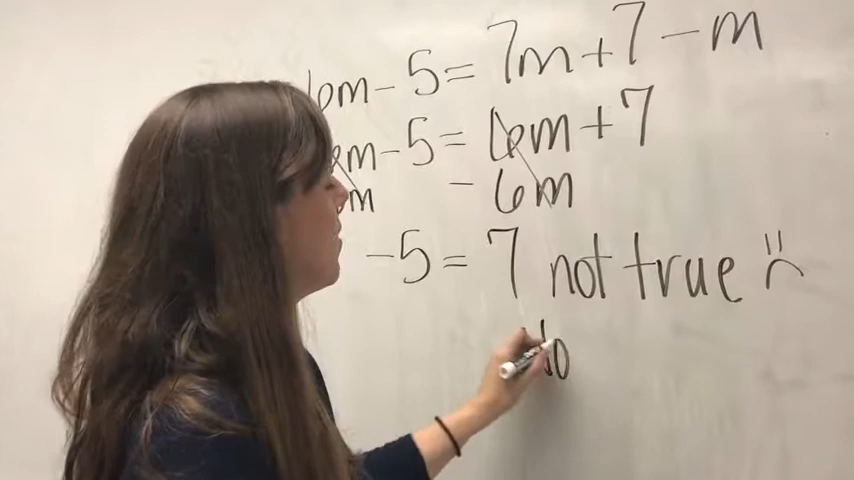 6m - 5 = 7m + 7 - m
6m - 5 = 6m + 7
6m - 6m
-5 = 7 not true :(